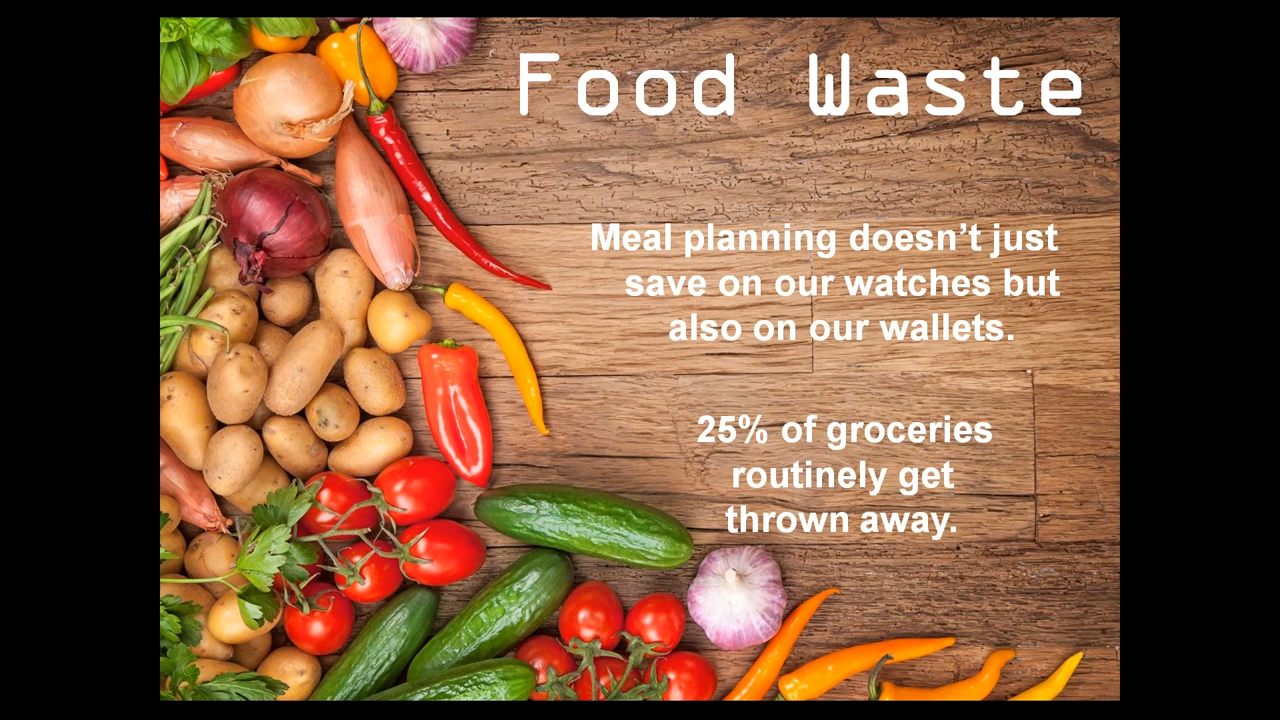 Food Waste
Meal planning doesn’t just
save on our watches but
also on our wallets.
25% of groceries
routinely get
thrown away.